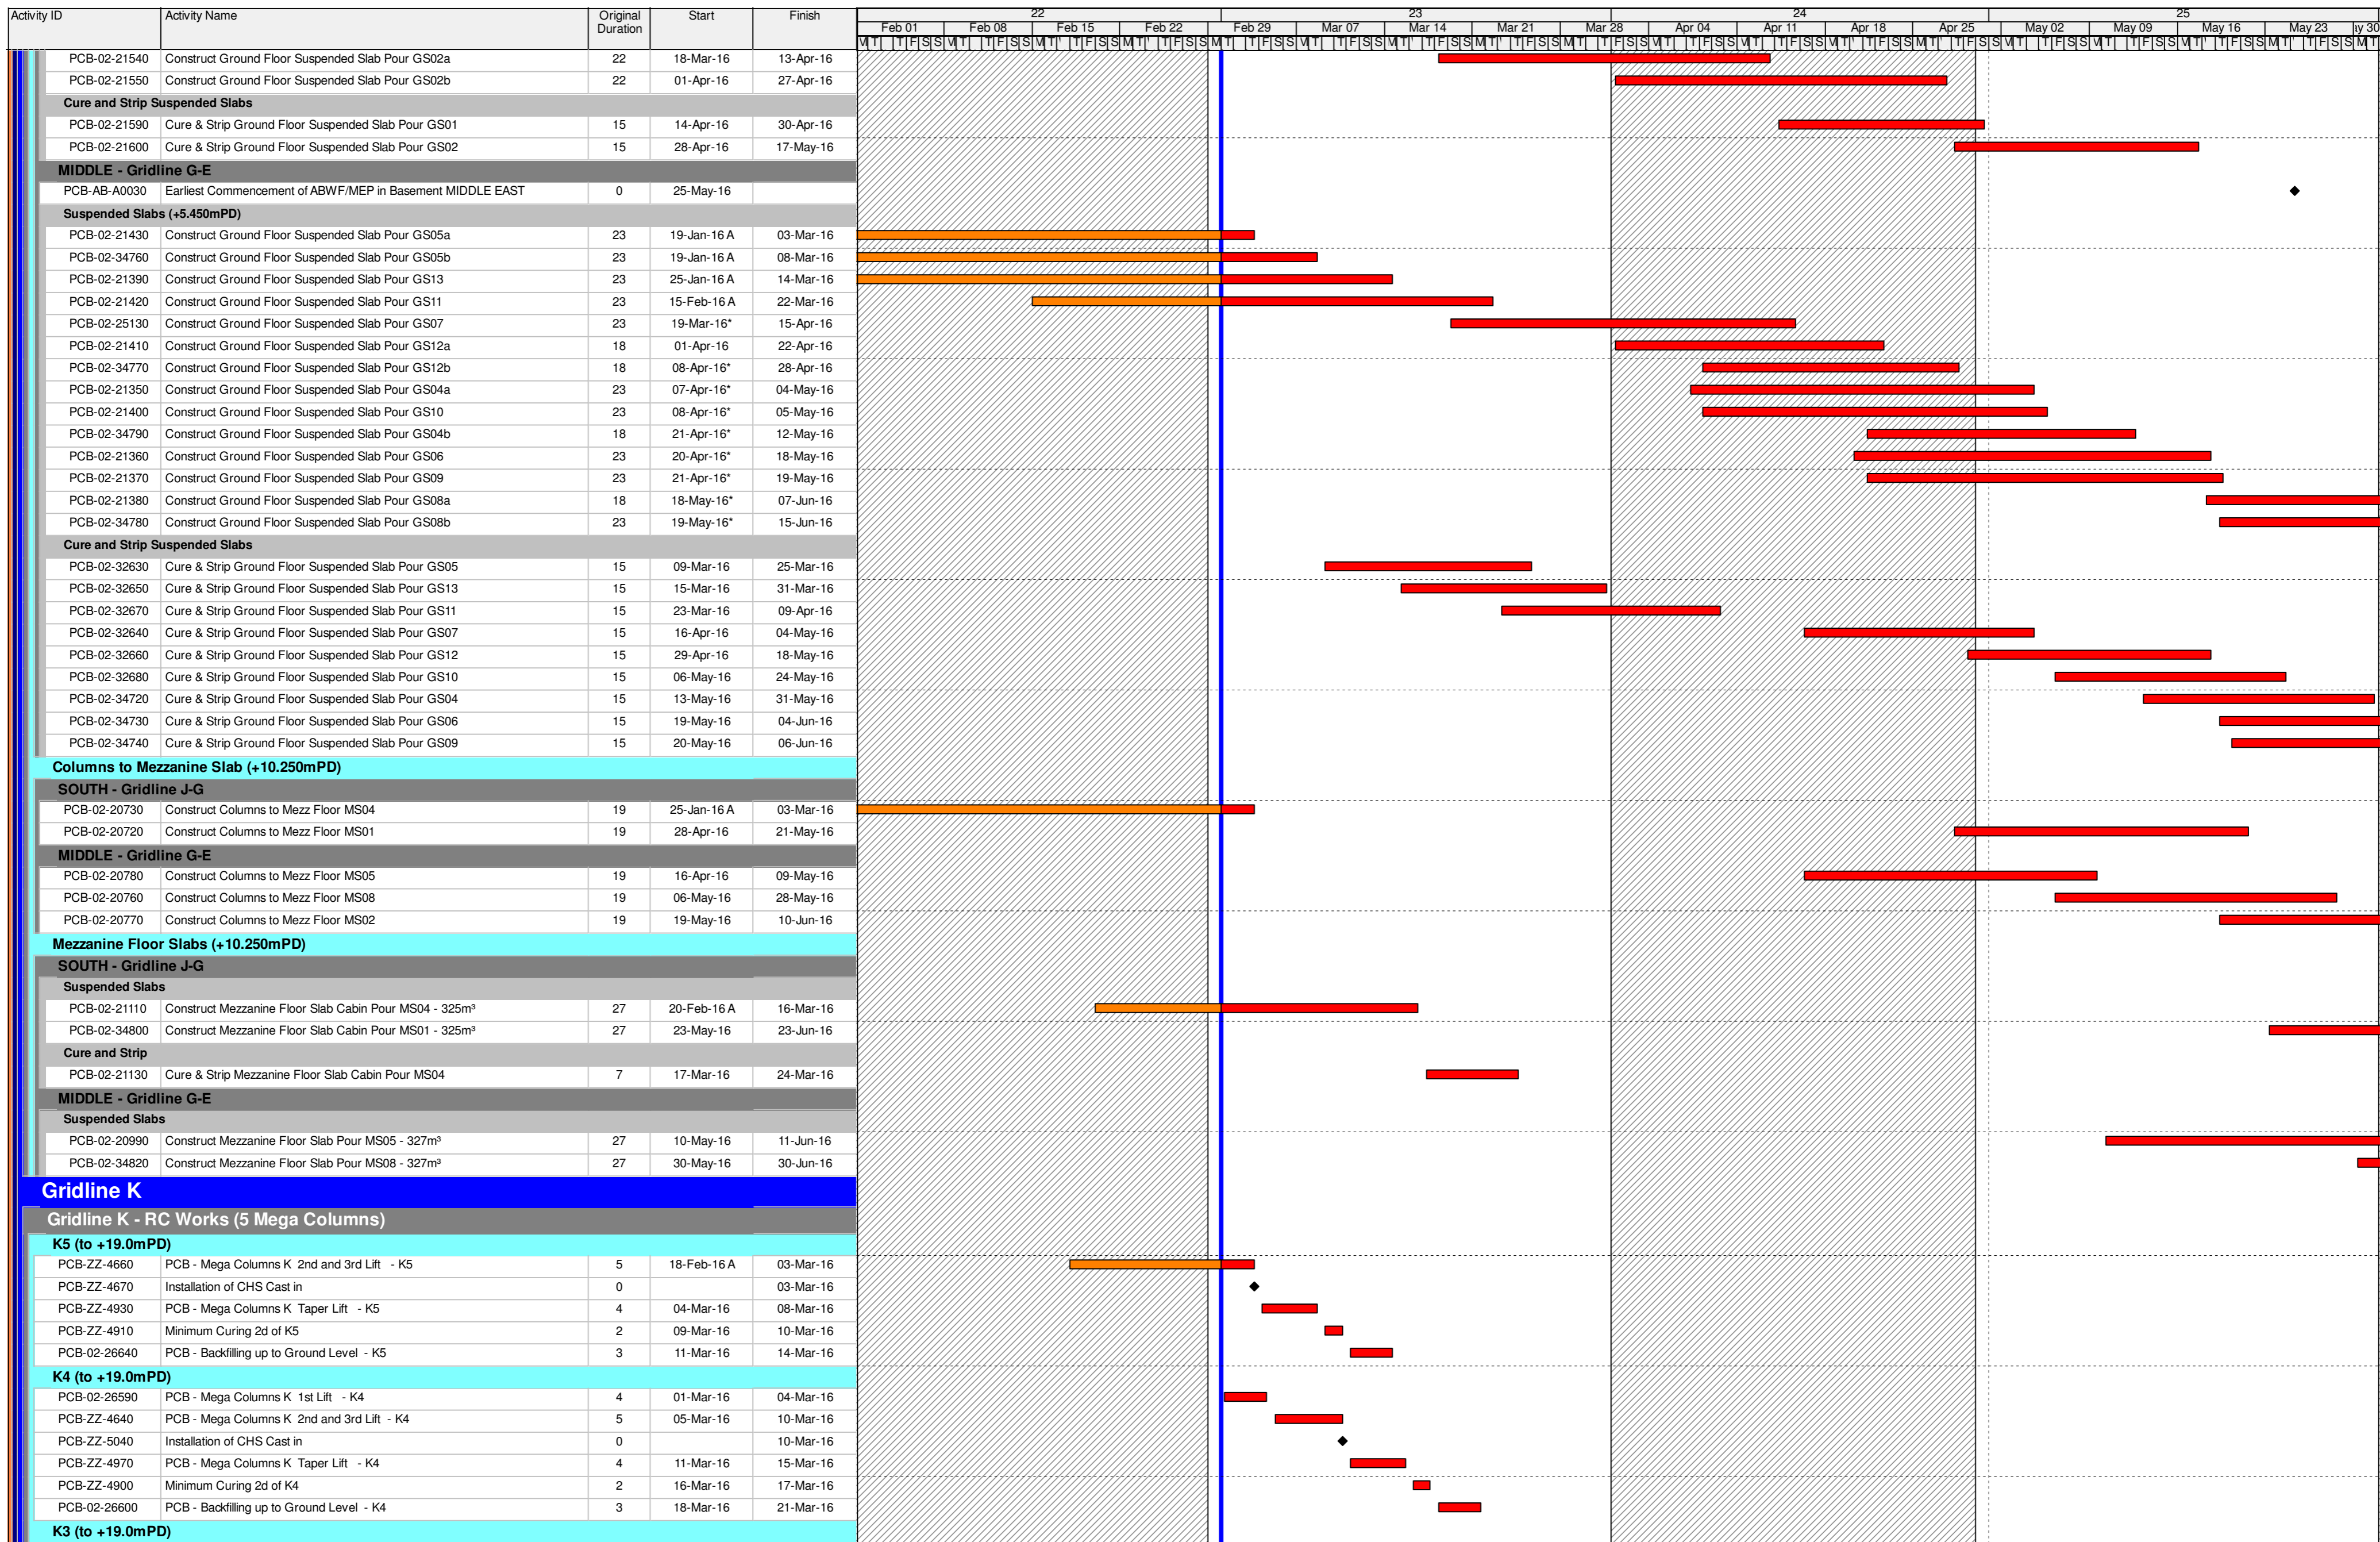 Activity ID Activity Name Original Duration Start Finish 22 23 24 25
Feb 01 Feb 08 Feb 15 Feb 22 Feb 29 Mar 07 Mar 14 Mar 21 Mar 28 Apr 04 Apr 11 Apr 18 Apr 25 May 02 May 09 May 16 May 23
PCB-02-21540 Construct Ground Floor Suspended Slab Pour GS02a 22 18-Mar-16 13-Apr-16
PCB-02-21550 Construct Ground Floor Suspended Slab Pour GS02b 22 01-Apr-16 27-Apr-16
Cure and Strip Suspended Slabs
PCB-02-21590 Cure & Strip Ground Floor Suspended Slab Pour GS01 15 14-Apr-16 30-Apr-16
PCB-02-21600 Cure & Strip Ground Floor Suspended Slab Pour GS02 15 28-Apr-16 17-May-16
MIDDLE - Gridline G-E
PCB-AB-A0030 Earliest Commencement of ABWF/MEP in Basement MIDDLE EAST 0 25-May-16
Suspended Slabs (+5.450mPD)
PCB-02-21430 Construct Ground Floor Suspended Slab Pour GS05a 23 19-Jan-16 A 03-Mar-16
PCB-02-34760 Construct Ground Floor Suspended Slab Pour GS05b 23 19-Jan-16 A 08-Mar-16
PCB-02-21390 Construct Ground Floor Suspended Slab Pour GS13 23 25-Jan-16 A 14-Mar-16
PCB-02-21420 Construct Ground Floor Suspended Slab Pour GS11 23 15-Feb-16 A 22-Mar-16
PCB-02-25130 Construct Ground Floor Suspended Slab Pour GS07 23 19-Mar-16* 15-Apr-16
PCB-02-21410 Construct Ground Floor Suspended Slab Pour GS12a 18 01-Apr-16 22-Apr-16
PCB-02-34770 Construct Ground Floor Suspended Slab Pour GS12b 18 08-Apr-16* 28-Apr-16
PCB-02-21350 Construct Ground Floor Suspended Slab Pour GS04a 23 07-Apr-16* 04-May-16
PCB-02-21400 Construct Ground Floor Suspended Slab Pour GS10 23 08-Apr-16* 05-May-16
PCB-02-34790 Construct Ground Floor Suspended Slab Pour GS04b 18 21-Apr-16* 12-May-16
PCB-02-21360 Construct Ground Floor Suspended Slab Pour GS06 23 20-Apr-16* 18-May-16
PCB-02-21370 Construct Ground Floor Suspended Slab Pour GS09 23 21-Apr-16* 19-May-16
PCB-02-21380 Construct Ground Floor Suspended Slab Pour GS08a 18 18-May-16* 07-Jun-16
PCB-02-34780 Construct Ground Floor Suspended Slab Pour GS08b 23 19-May-16* 15-Jun-16
Cure and Strip Suspended Slabs
PCB-02-32630 Cure & Strip Ground Floor Suspended Slab Pour GS05 15 09-Mar-16 25-Mar-16
PCB-02-32650 Cure & Strip Ground Floor Suspended Slab Pour GS13 15 15-Mar-16 31-Mar-16
PCB-02-32670 Cure & Strip Ground Floor Suspended Slab Pour GS11 15 23-Mar-16 09-Apr-16
PCB-02-32640 Cure & Strip Ground Floor Suspended Slab Pour GS07 15 16-Apr-16 04-May-16
PCB-02-32660 Cure & Strip Ground Floor Suspended Slab Pour GS12 15 29-Apr-16 18-May-16
PCB-02-32680 Cure & Strip Ground Floor Suspended Slab Pour GS10 15 06-May-16 24-May-16
PCB-02-34720 Cure & Strip Ground Floor Suspended Slab Pour GS04 15 13-May-16 31-May-16
PCB-02-34730 Cure & Strip Ground Floor Suspended Slab Pour GS06 15 19-May-16 04-Jun-16
PCB-02-34740 Cure & Strip Ground Floor Suspended Slab Pour GS09 15 20-May-16 06-Jun-16
Columns to Mezzanine Slab (+10.250mPD)
SOUTH - Gridline J-G
PCB-02-20730 Construct Columns to Mezz Floor MS04 19 25-Jan-16 A 03-Mar-16
PCB-02-20720 Construct Columns to Mezz Floor MS01 19 28-Apr-16 21-May-16
MIDDLE - Gridline G-E
PCB-02-20780 Construct Columns to Mezz Floor MS05 19 16-Apr-16 09-May-16
PCB-02-20760 Construct Columns to Mezz Floor MS08 19 06-May-16 28-May-16
PCB-02-20770 Construct Columns to Mezz Floor MS02 19 19-May-16 10-Jun-16
Mezzanine Floor Slabs (+10.250mPD)
SOUTH - Gridline J-G
Suspended Slabs
PCB-02-21110 Construct Mezzanine Floor Slab Cabin Pour MS04 - 325m³ 27 20-Feb-16 A 16-Mar-16
PCB-02-34800 Construct Mezzanine Floor Slab Cabin Pour MS01 - 325m³ 27 23-May-16 23-Jun-16
Cure and Strip
PCB-02-21130 Cure & Strip Mezzanine Floor Slab Cabin Pour MS04 7 17-Mar-16 24-Mar-16
MIDDLE - Gridline G-E
Suspended Slabs
PCB-02-20990 Construct Mezzanine Floor Slab Pour MS05 - 327m³ 27 10-May-16 11-Jun-16
PCB-02-34820 Construct Mezzanine Floor Slab Pour MS08 - 327m³ 27 30-May-16 30-Jun-16
Gridline K
Gridline K - RC Works (5 Mega Columns)
K5 (to +19.0mPD)
PCB-ZZ-4660 PCB - Mega Columns K 2nd and 3rd Lift - K5 5 18-Feb-16 A 03-Mar-16
PCB-ZZ-4670 Installation of CHS Cast in 0 03-Mar-16
PCB-ZZ-4930 PCB - Mega Columns K Taper Lift - K5 4 04-Mar-16 08-Mar-16
PCB-ZZ-4910 Minimum Curing 2d of K5 2 09-Mar-16 10-Mar-16
PCB-02-26640 PCB - Backfilling up to Ground Level - K5 3 11-Mar-16 14-Mar-16
K4 (to +19.0mPD)
PCB-02-26590 PCB - Mega Columns K 1st Lift - K4 4 01-Mar-16 04-Mar-16
PCB-ZZ-4640 PCB - Mega Columns K 2nd and 3rd Lift - K4 5 05-Mar-16 10-Mar-16
PCB-ZZ-5040 Installation of CHS Cast in 0 10-Mar-16
PCB-ZZ-4970 PCB - Mega Columns K Taper Lift - K4 4 11-Mar-16 15-Mar-16
PCB-ZZ-4900 Minimum Curing 2d of K4 2 16-Mar-16 17-Mar-16
PCB-02-26600 PCB - Backfilling up to Ground Level - K4 3 18-Mar-16 21-Mar-16
K3 (to +19.0mPD)